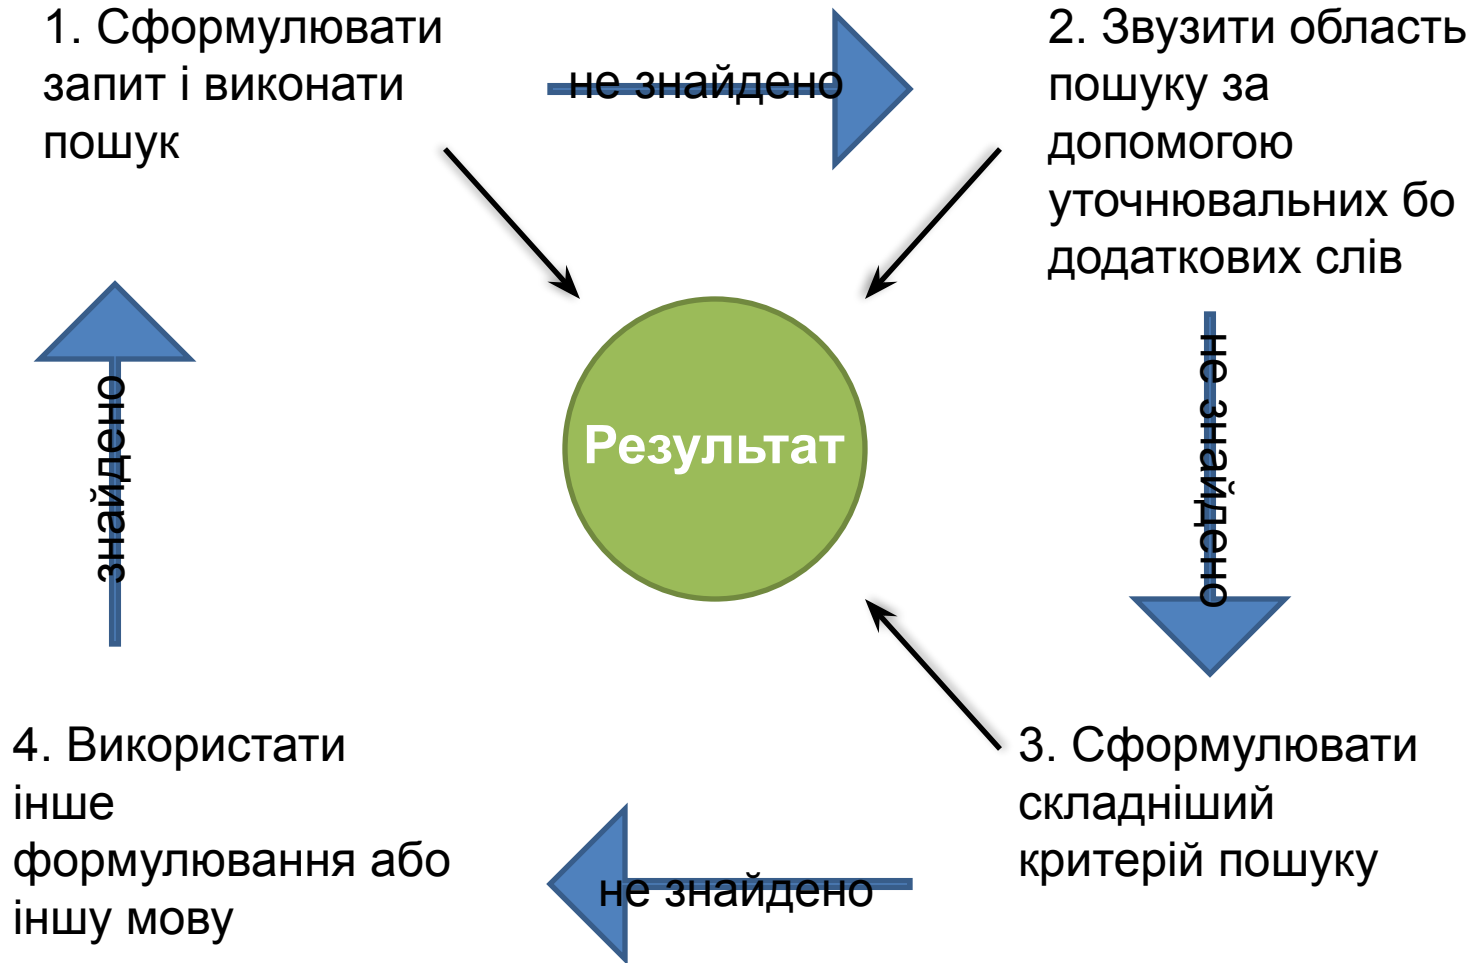 1. Сформулювати
запит і виконати
пошук
не знайдено
2. Звузити область
пошуку за
допомогою
уточнювальних бо
додаткових слів
не знайдено
3. Сформулювати
складніший
критерій пошуку
не знайдено
4. Використати
інше
формулювання або
іншу мову
знайдено
Результат